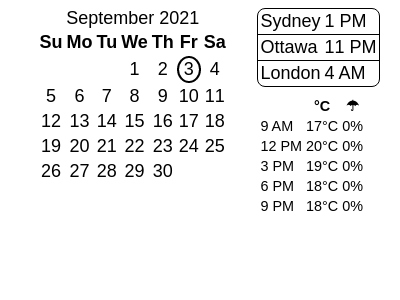 September 2021
Su Mo Tu We Th Fr Sa
1 2 3 4
5 6 7 8 9 10 11
12 13 14 15 16 17 18
19 20 21 22 23 24 25
26 27 28 29 30
Sydney 1 PM
Ottawa 11 PM
London 4 AM
°C ☂
9 AM 17°C 0%
12 PM 20°C 0%
3 PM 19°C 0%
6 PM 18°C 0%
9 PM 18°C 0%